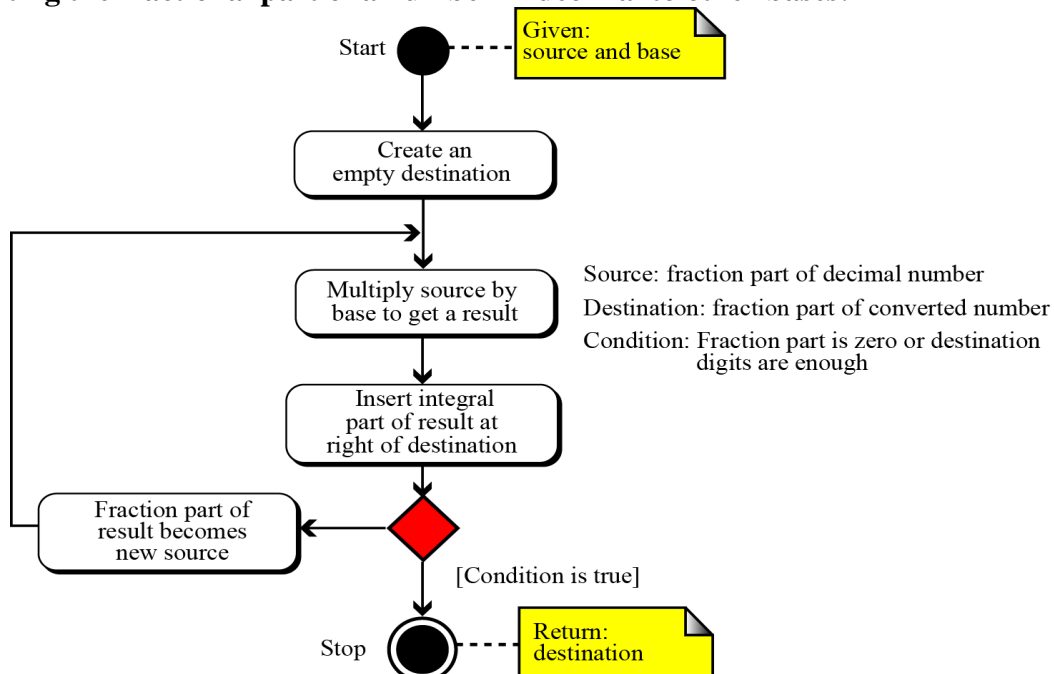 Start
Given:
source and base
Create an
empty destination
Multiply source by
base to get a result
Source: fraction part of decimal number
Destination: fraction part of converted number
Condition: Fraction part is zero or destination
digits are enough
Insert integral
part of result at
right of destination
Fraction part of
result becomes
new source
[Condition is true]
Stop
Return:
destination